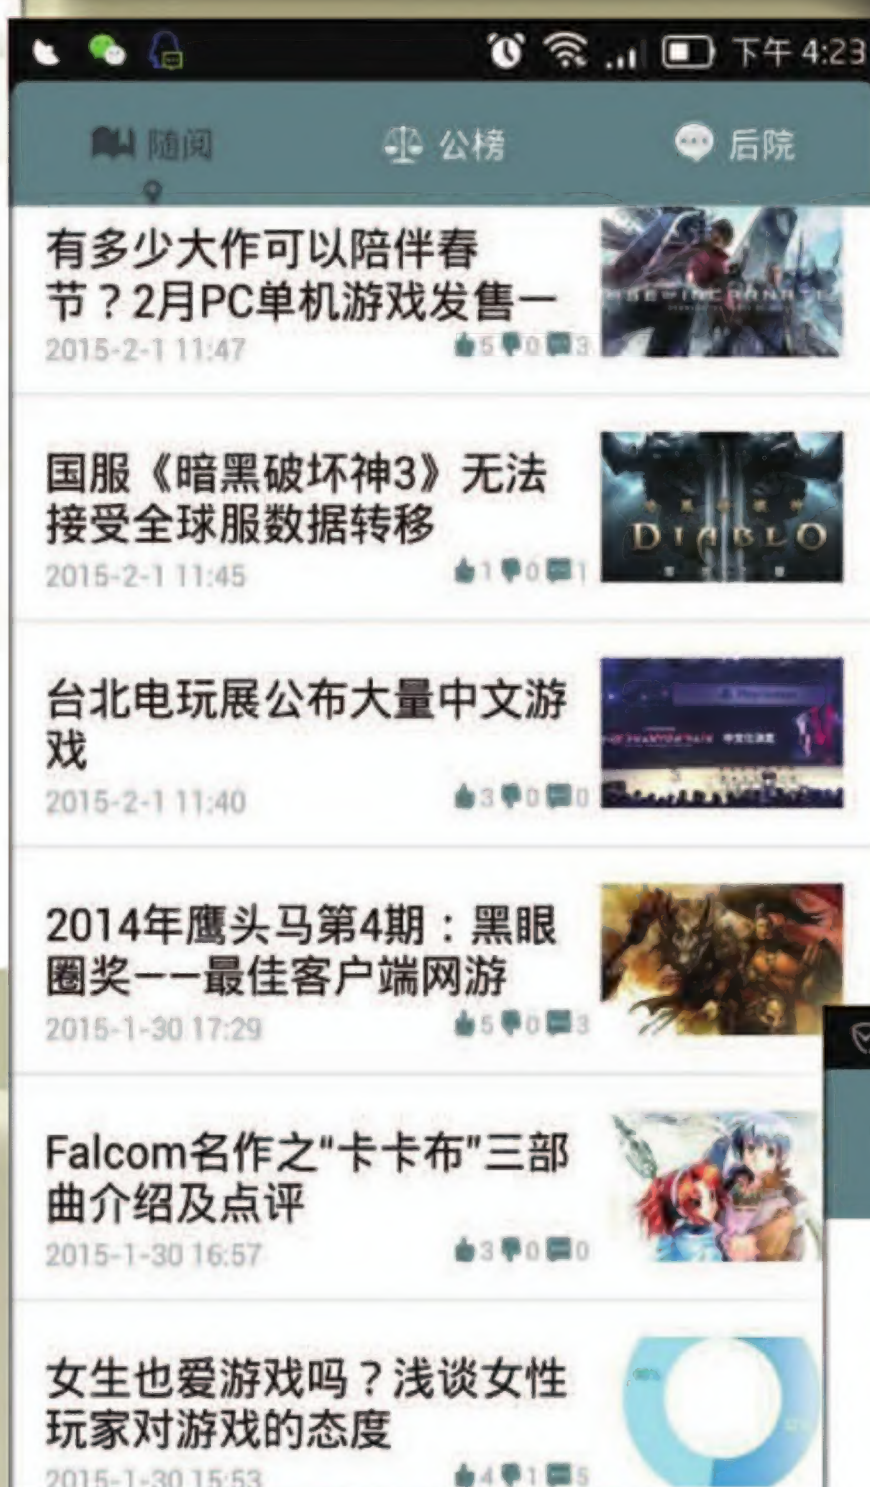 下午 4:23
随阅
公榜
后院
有多少大作可以陪伴春
节？2月PC单机游戏发售一
2015-2-1 11:47
5 0 3
国服《暗黑破坏神3》无法
接受全球服数据转移
2015-2-1 11:45
1 0 1
DIABLO
台北电玩展公布大量中文游
戏
2015-2-1 11:40
3 0 0
2014年鹰头马第4期：黑眼
圈奖——最佳客户端网游
2015-1-30 17:29
5 0 3
Falcom名作之“卡卡布”三部
曲介绍及点评
2015-1-30 16:57
3 0 0
女生也爱游戏吗？浅谈女性
玩家对游戏的态度
2015-1-30 15:53
4 1 5